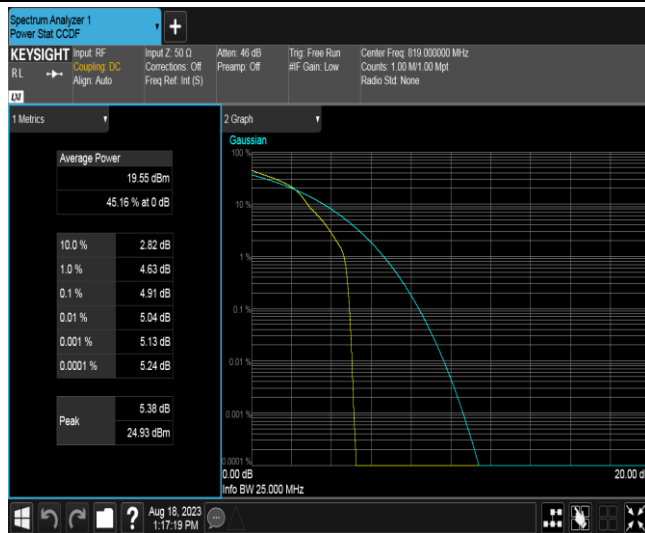 Spectrum Analyzer 1
Power Stat CCDF
+
KEYSIGHT
RL
Input: RF
Coupling: DC
Align: Auto
Input Z: 50 Ω
Corrections: Off
Freq Ref: Int (S)
Atten: 46 dB
Preamp: Off
Trig: Free Run
#IF Gain: Low
Center Freq: 819.000000 MHz
Counts: 1.00 M/1.00 Mpt
Radio Std: None
LXI
1 Metrics
Average Power
19.55 dBm
45.16 % at 0 dB
10.0 % 2.82 dB
1.0 % 4.63 dB
0.1 % 4.91 dB
0.01 % 5.04 dB
0.001 % 5.13 dB
0.0001 % 5.24 dB
Peak
5.38 dB
24.93 dBm
2 Graph
Gaussian
100 %
10 %
1 %
0.1 %
0.01 %
0.001 %
0.0001 %
0.00 dB
20.00 d
Info BW 25.000 MHz
?
Aug 18, 2023
1:17:19 PM